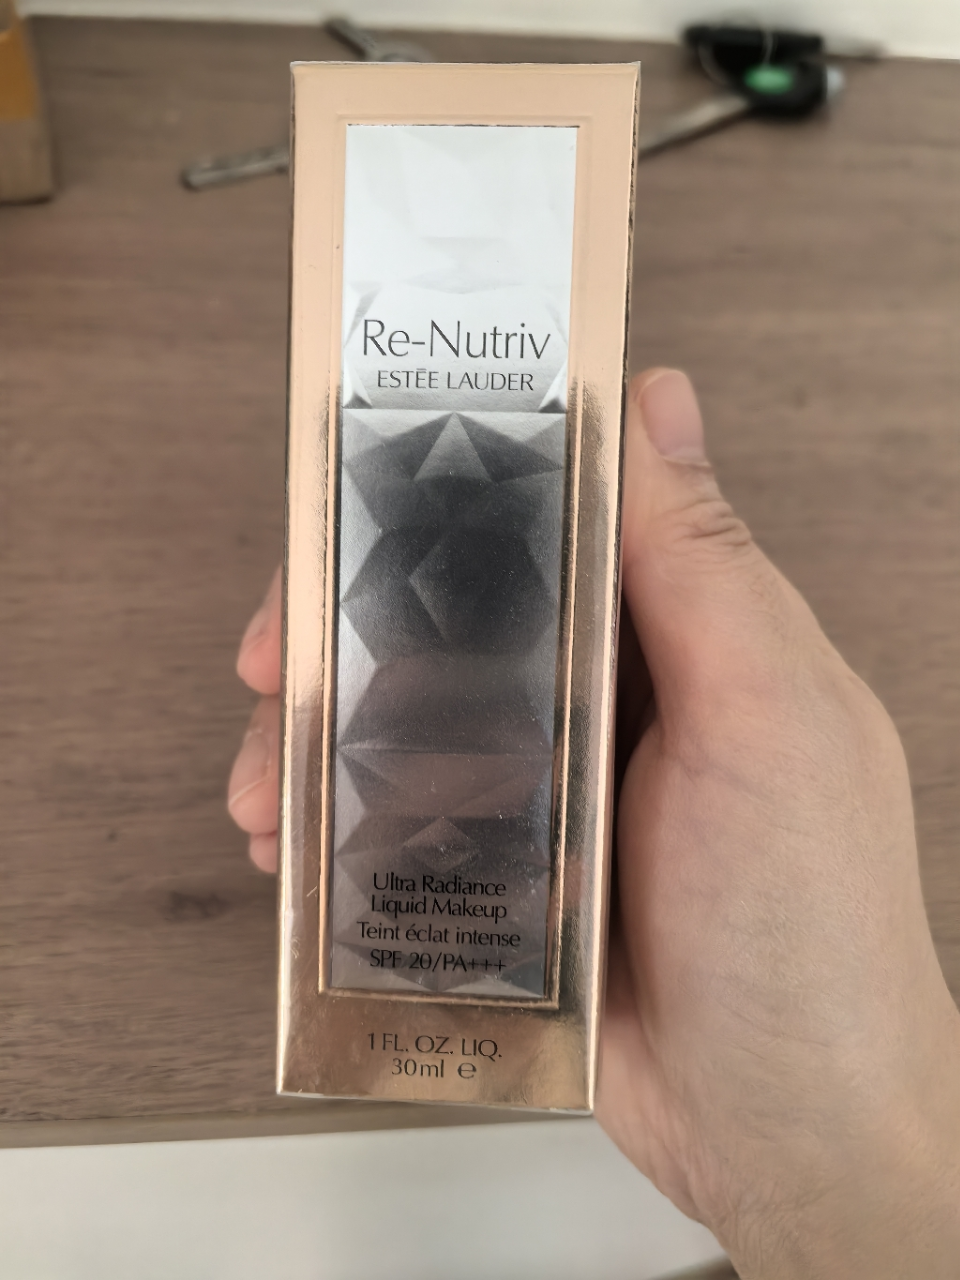 Re-Nutriv
ESTĒE LAUDER
Ultra Radiance
Liquid Makeup
Teint éclat intense
SPF 20/PA+++
1 FL. OZ. LIQ.
30ml ℮